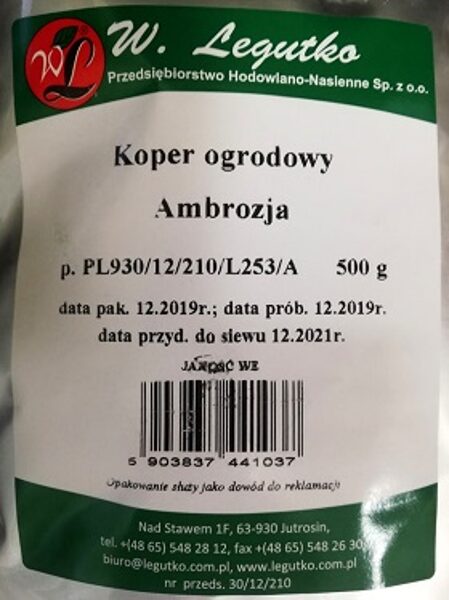 WL W. Legutko
Przedsiębiorstwo Hodowlano-Nasienne Sp. z o.o.
Koper ogrodowy
Ambrozja
p. PL930/12/210/L253/A 500 g
data pak. 12.2019r.; data prób. 12.2019r.
data przyd. do siewu 12.2021r.
JAKOŚĆ WE
5 903837 441037
Opakowanie służy jako dowód do reklamacji
Nad Stawem 1F, 63-930 Jutrosin,
tel. +(48 65) 548 28 12, fax +(48 65) 548 26 30
biuro@legutko.com.pl, www.legutko.com.pl
nr przeds. 30/12/210